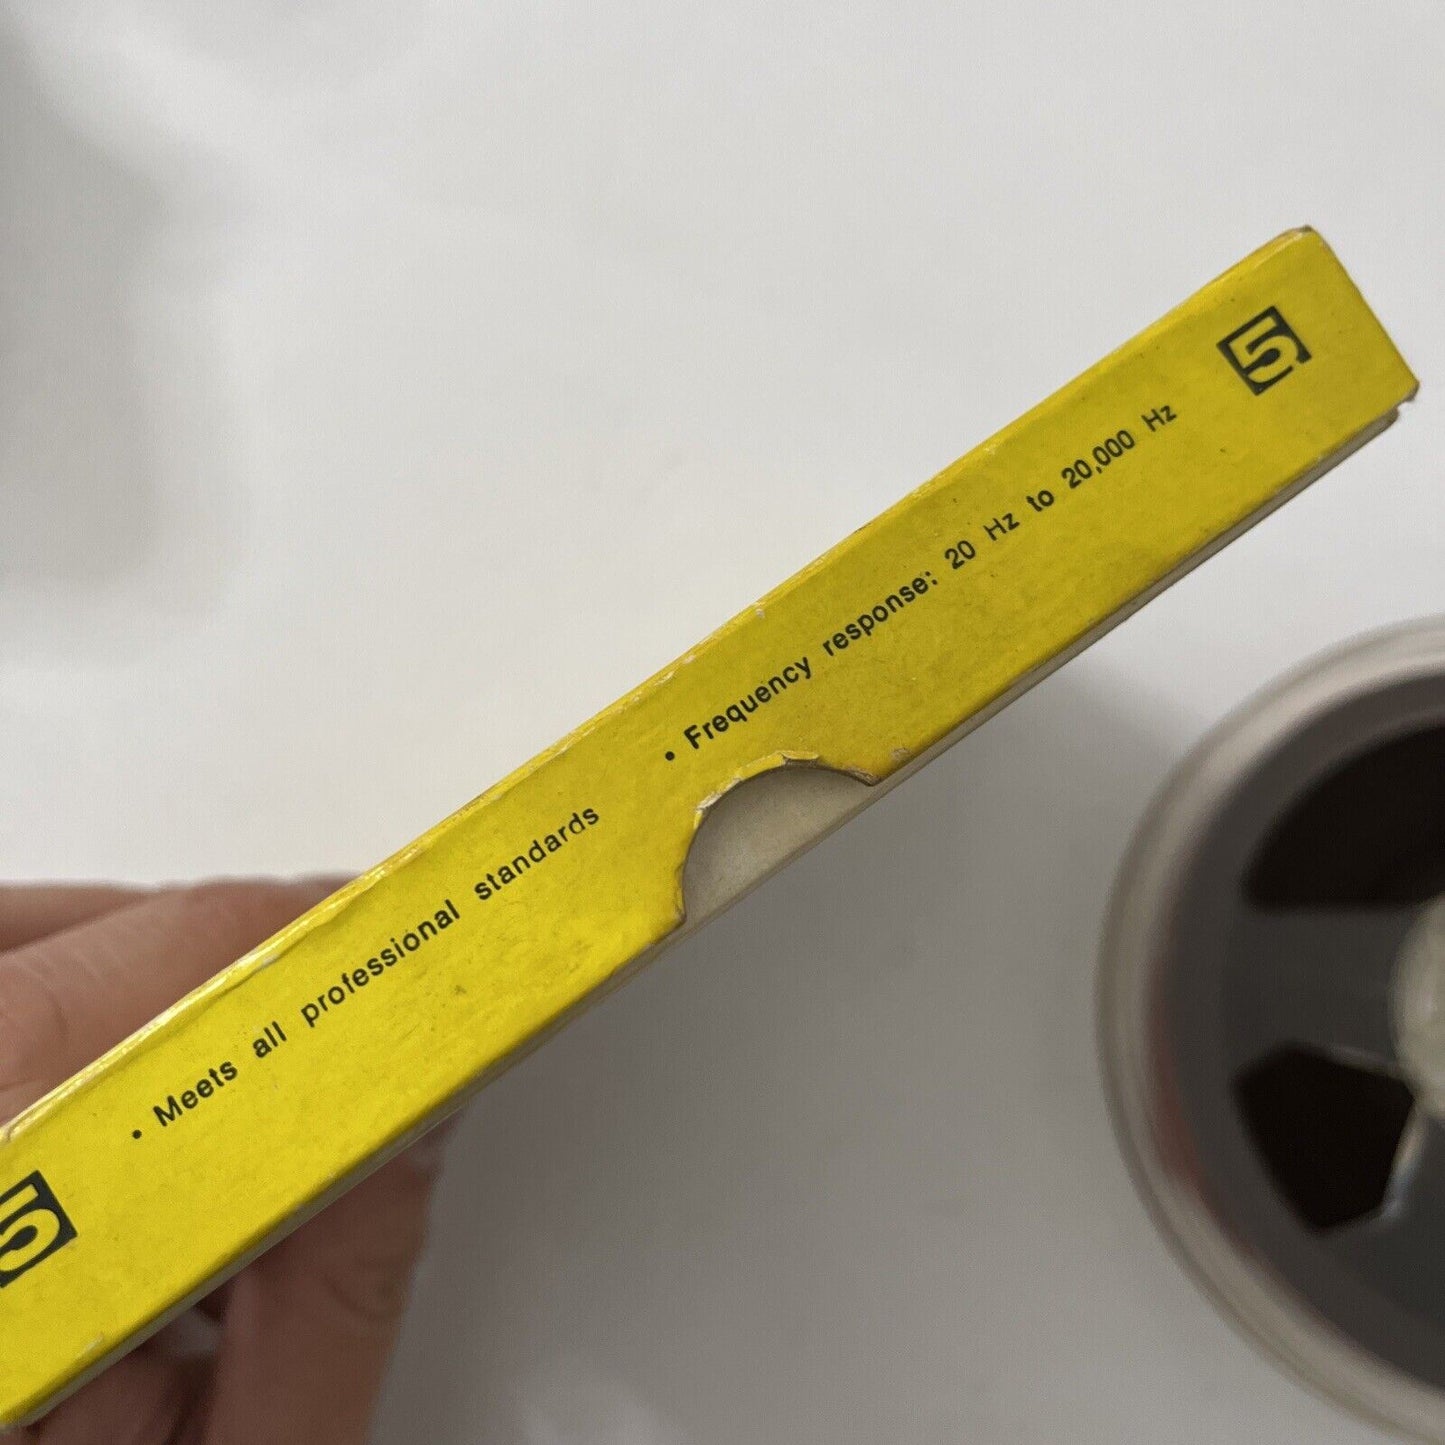 5
• Meets all professional standards
• Frequency response: 20 Hz to 20,000 Hz
5